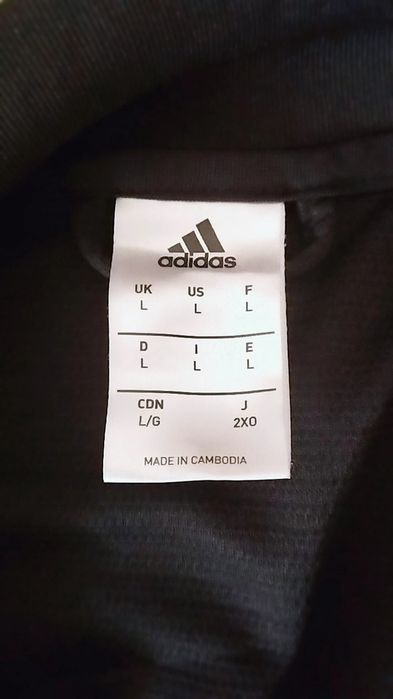 adidas
UK US F
L L L
D I E
L L L
CDN J
L/G 2XO
MADE IN CAMBODIA